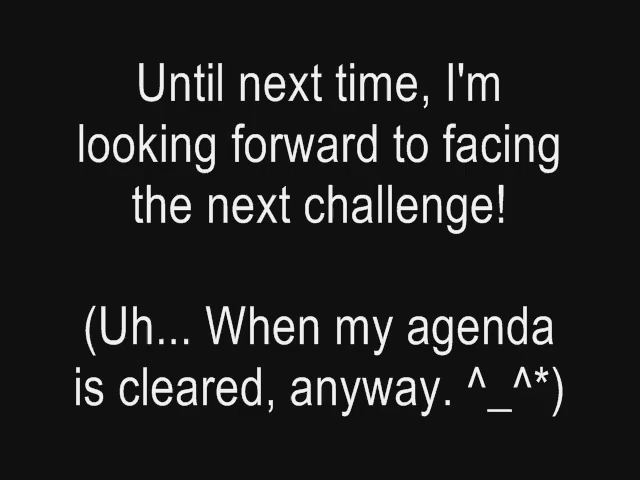 Until next time, I'm
looking forward to facing
the next challenge!
(Uh... When my agenda
is cleared, anyway. ^_^*)